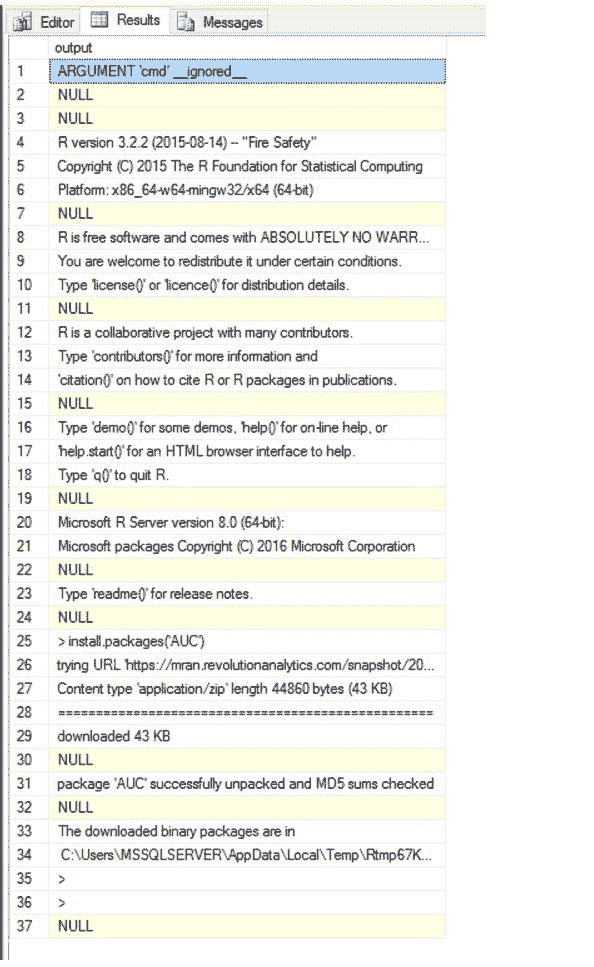 Editor Results Messages
output
1 ARGUMENT 'cmd' __ignored__
2 NULL
3 NULL
4 R version 3.2.2 (2015-08-14) -- "Fire Safety"
5 Copyright (C) 2015 The R Foundation for Statistical Computing
6 Platform: x86_64-w64-mingw32/x64 (64-bit)
7 NULL
8 R is free software and comes with ABSOLUTELY NO WARR...
9 You are welcome to redistribute it under certain conditions.
10 Type 'license()' or 'licence()' for distribution details.
11 NULL
12 R is a collaborative project with many contributors.
13 Type 'contributors()' for more information and
14 'citation()' on how to cite R or R packages in publications.
15 NULL
16 Type 'demo()' for some demos, 'help()' for on-line help, or
17 'help.start()' for an HTML browser interface to help.
18 Type 'q()' to quit R.
19 NULL
20 Microsoft R Server version 8.0 (64-bit):
21 Microsoft packages Copyright (C) 2016 Microsoft Corporation
22 NULL
23 Type 'readme()' for release notes.
24 NULL
25 > install.packages('AUC')
26 trying URL 'https://mran.revolutionanalytics.com/snapshot/20...
27 Content type 'application/zip' length 44860 bytes (43 KB)
28 ==================================================
29 downloaded 43 KB
30 NULL
31 package 'AUC' successfully unpacked and MD5 sums checked
32 NULL
33 The downloaded binary packages are in
34 C:\Users\MSSQLSERVER\AppData\Local\Temp\Rtmp67K...
35 >
36 >
37 NULL